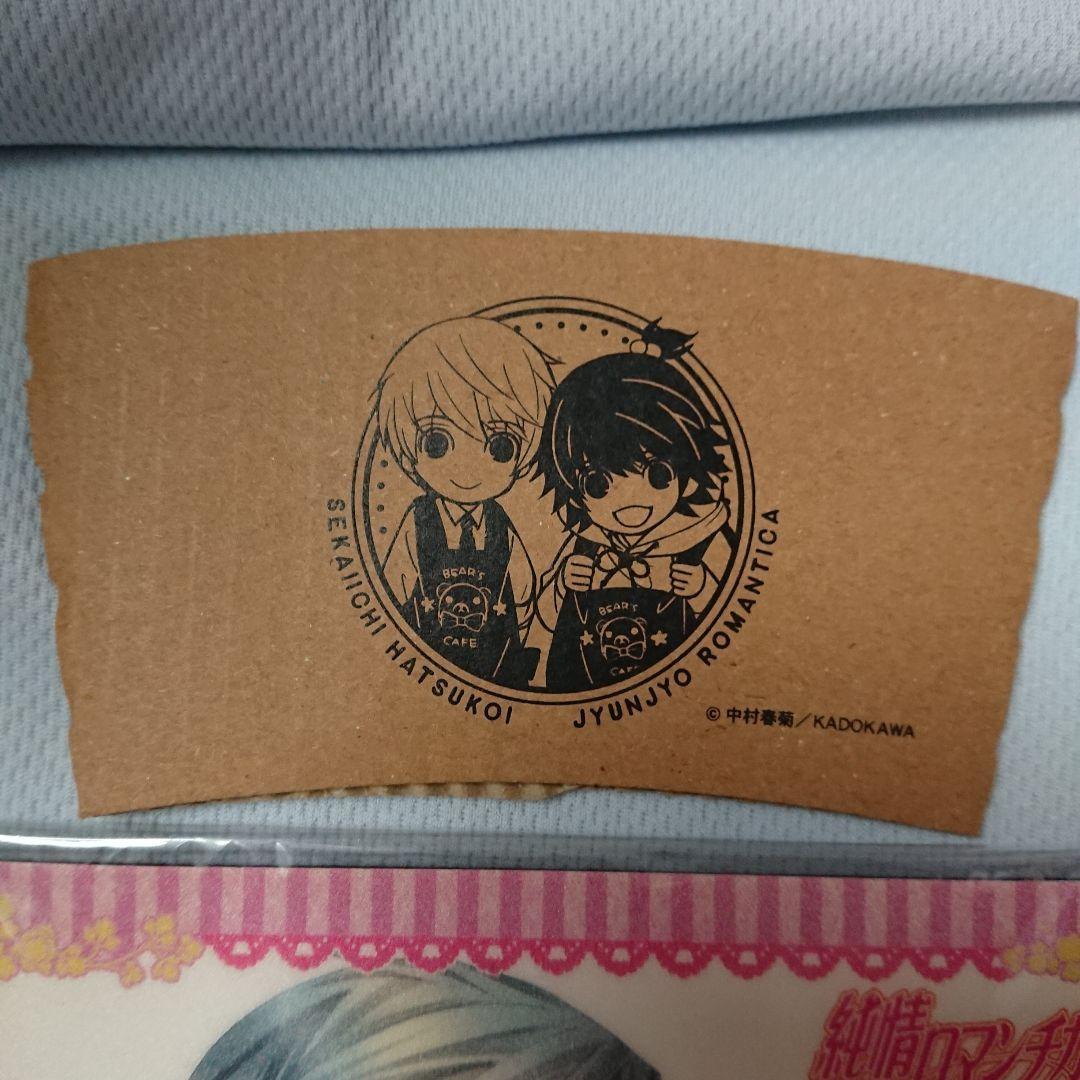 SEKAIICHI HATSUKOI
JYUNJYO ROMANTICA
BEAR'S
CAFE
BEAR'S
© 中村春菊/KADOKAWA
純情ロマンチカ